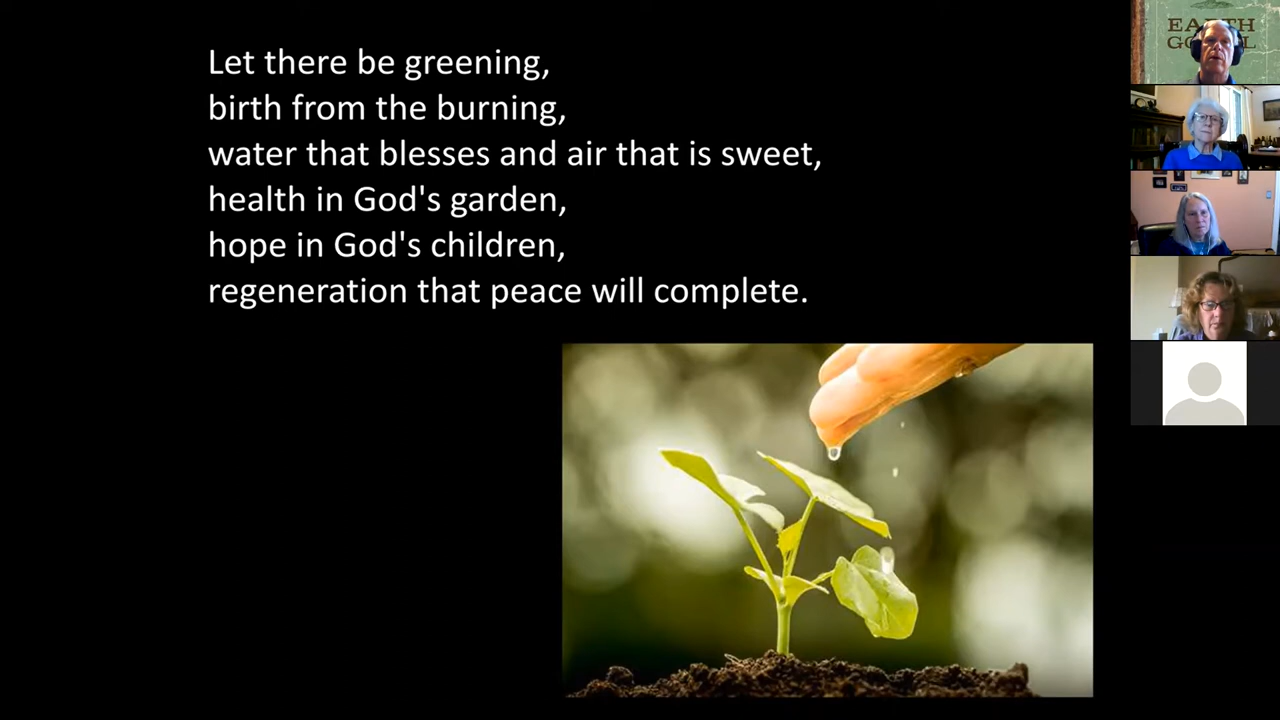 Let there be greening,
birth from the burning,
water that blesses and air that is sweet,
health in God's garden,
hope in God's children,
regeneration that peace will complete.